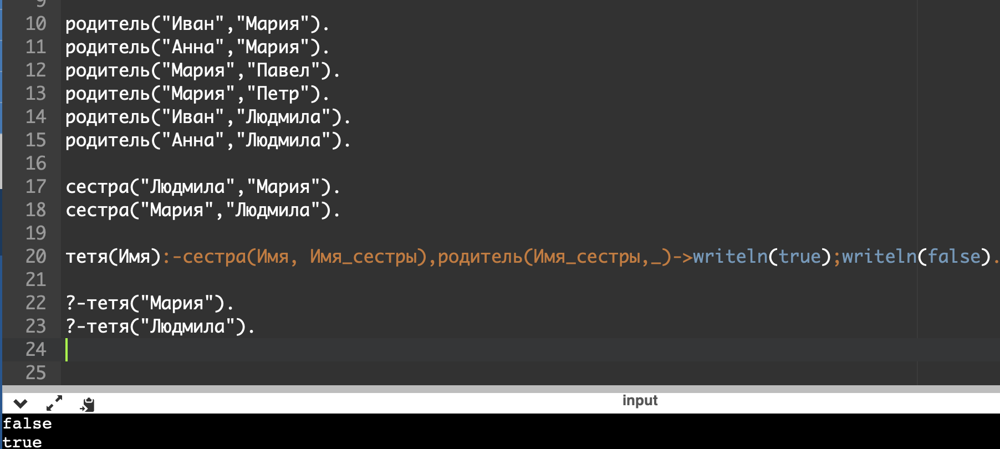 9
10 родитель("Иван","Мария").
11 родитель("Анна","Мария").
12 родитель("Мария","Павел").
13 родитель("Мария","Петр").
14 родитель("Иван","Людмила").
15 родитель("Анна","Людмила").
16
17 сестра("Людмила","Мария").
18 сестра("Мария","Людмила").
19
20 тетя(Имя):-сестра(Имя, Имя_сестры),родитель(Имя_сестры,_)->writeln(true);writeln(false).
21
22 ?-тетя("Мария").
23 ?-тетя("Людмила").
24
25
input
false
true